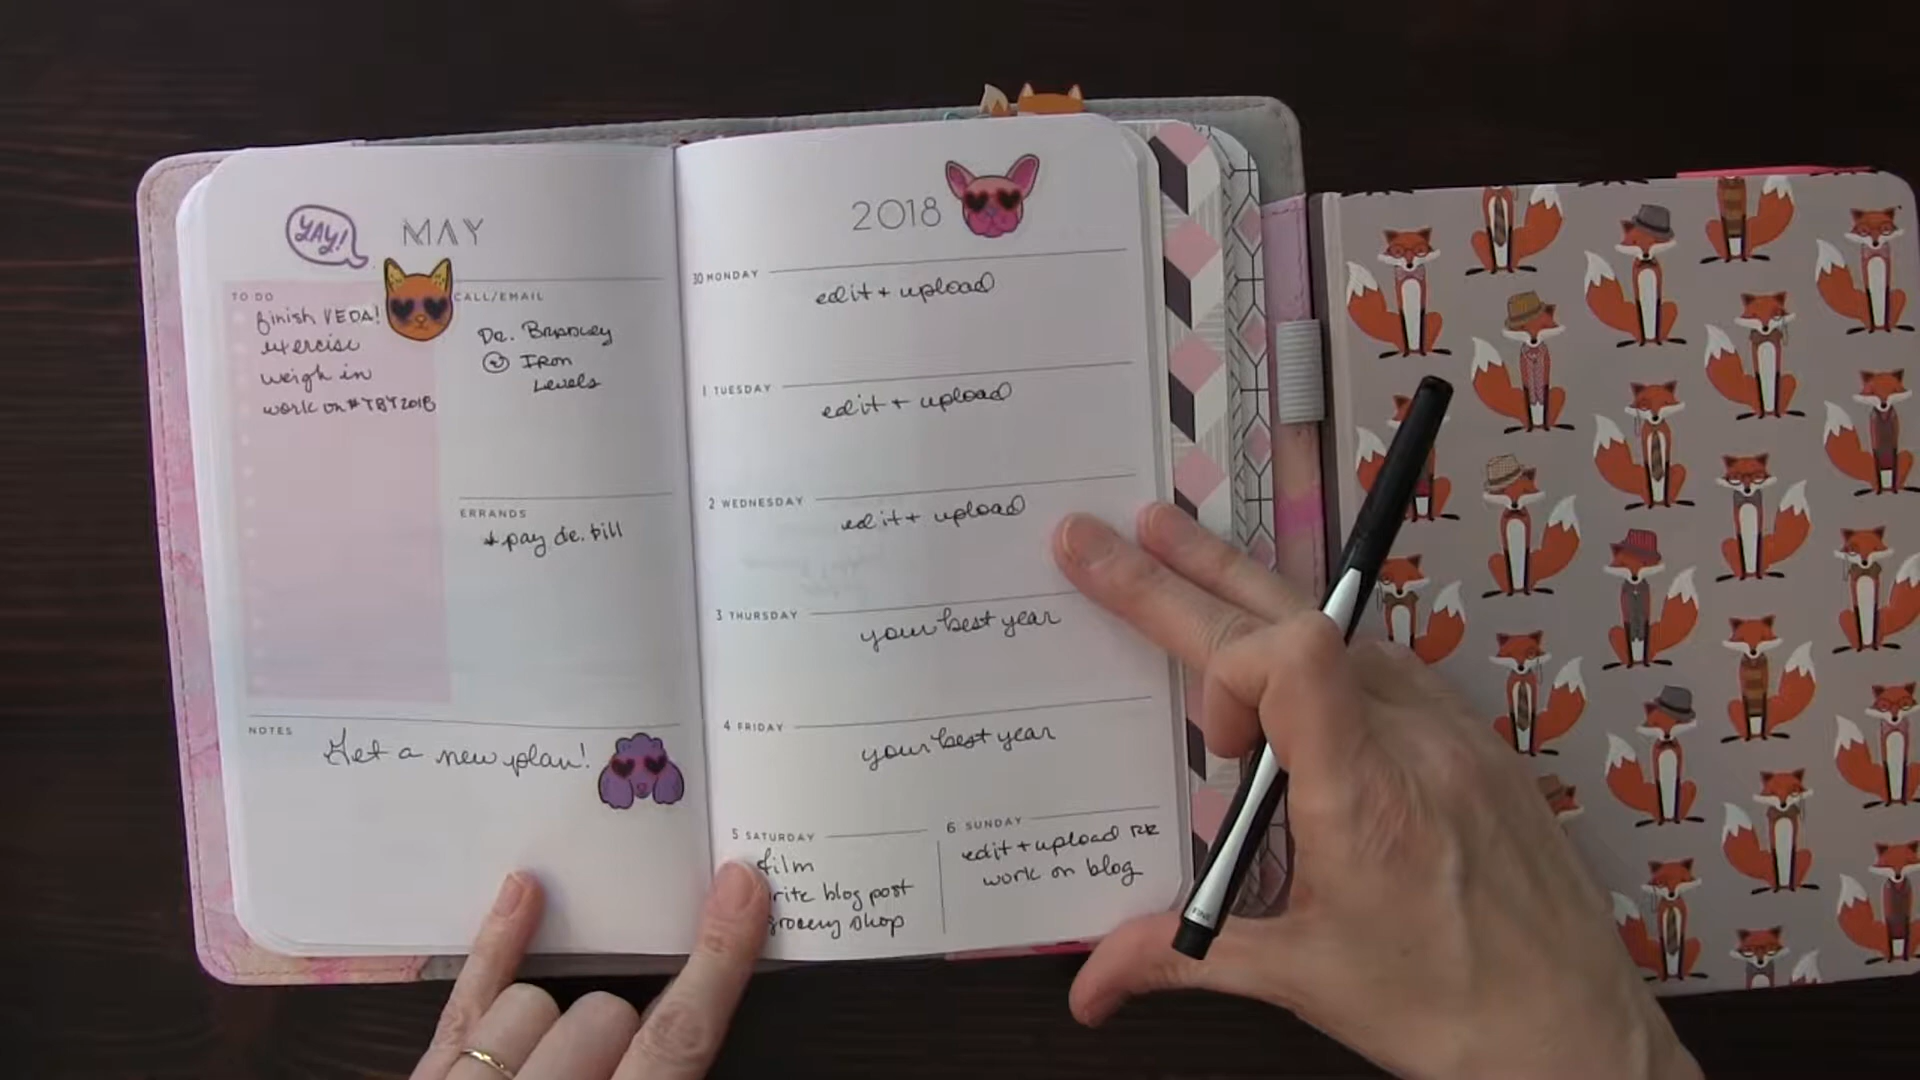 YAY!
MAY
TO DO
finish VEDA!
exercise
weigh in
work on #TBY2018
CALL/EMAIL
Dr. Bradley
Iron
Levels
ERRANDS
*pay dr. bill
NOTES
Get a new plan!
2018
30 MONDAY
edit + upload
1 TUESDAY
edit + upload
2 WEDNESDAY
edit + upload
3 THURSDAY
your best year
4 FRIDAY
your best year
5 SATURDAY
film
rite blog post
grocery shop
6 SUNDAY
edit + upload RR
work on blog
FINE